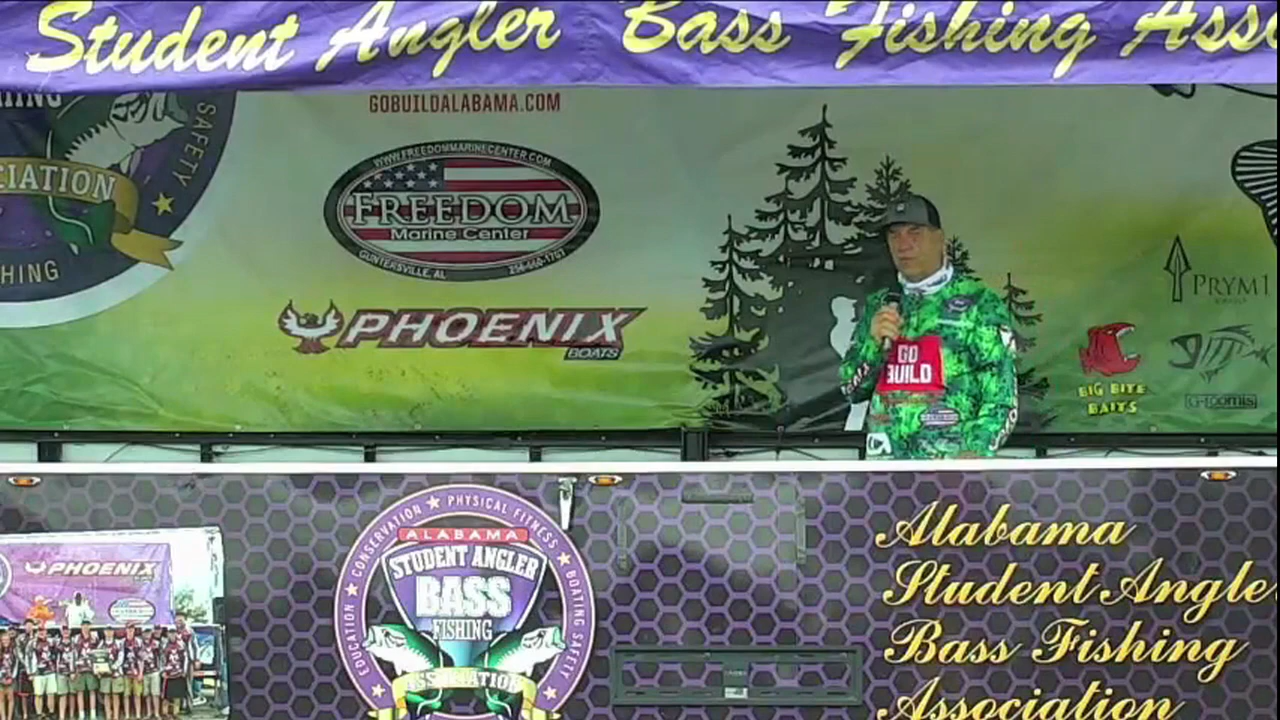 Student Angler Bass Fishing Asso
GOBUILDALABAMA.COM
SAFETY
CIATION
HING
WWW.FREEDOMMARINECENTER.COM
FREEDOM
Marine Center
GUNTERSVILLE, AL
PHOENIX
BOATS
GO
BUILD
PRYM1
BIG BITE
BAITS
G-loomis
PHOENIX
EDUCATION ★ CONSERVATION ★ PHYSICAL FITNESS ★ BOATING SAFETY
ALABAMA
STUDENT ANGLER
BASS
FISHING
ASSOCIATION
Alabama
Student Angle
Bass Fishing
Association